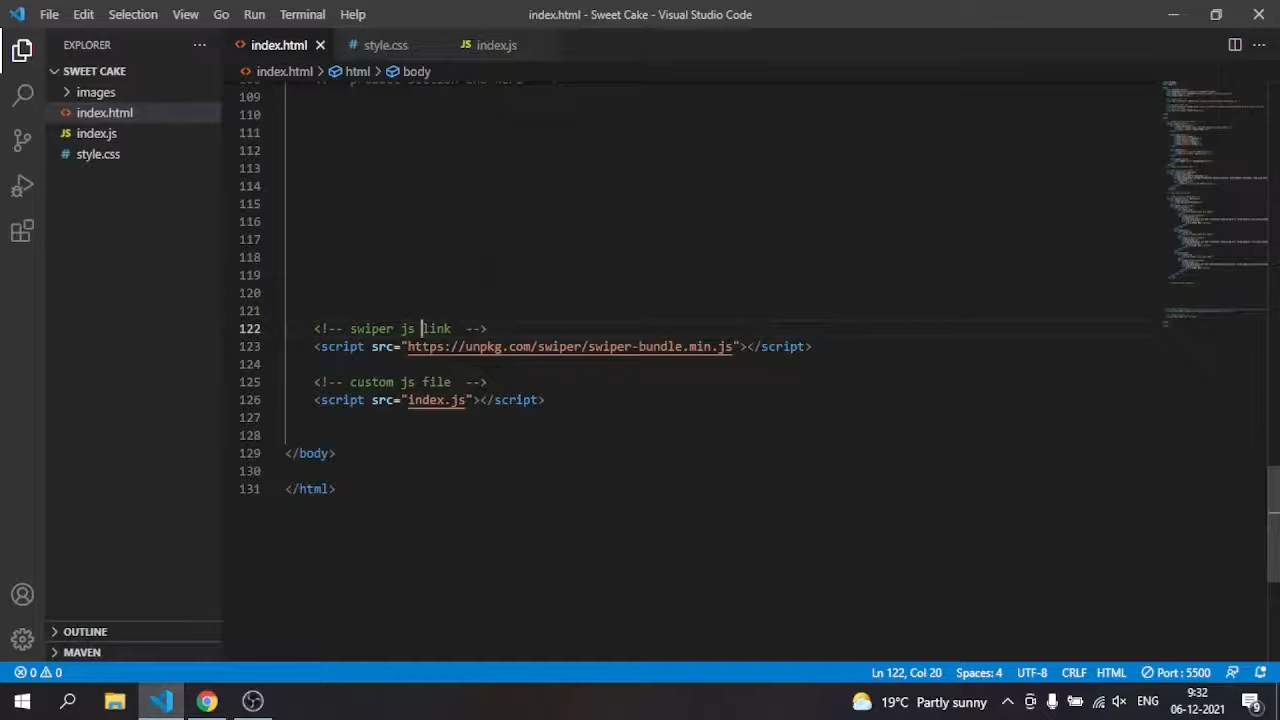 File Edit Selection View Go Run Terminal Help
index.html - Sweet Cake - Visual Studio Code
EXPLORER
index.html
style.css
index.js
SWEET CAKE
index.html > html > body
images
index.html
index.js
style.css
109
110
111
112
113
114
115
116
117
118
119
120
121
122 <!-- swiper js link -->
123 <script src="https://unpkg.com/swiper/swiper-bundle.min.js"></script>
124
125 <!-- custom js file -->
126 <script src="index.js"></script>
127
128
129 </body>
130
131 </html>
OUTLINE
MAVEN
0 0
Ln 122, Col 20 Spaces: 4 UTF-8 CRLF HTML Port : 5500
19°C Partly sunny
ENG
9:32
06-12-2021
9